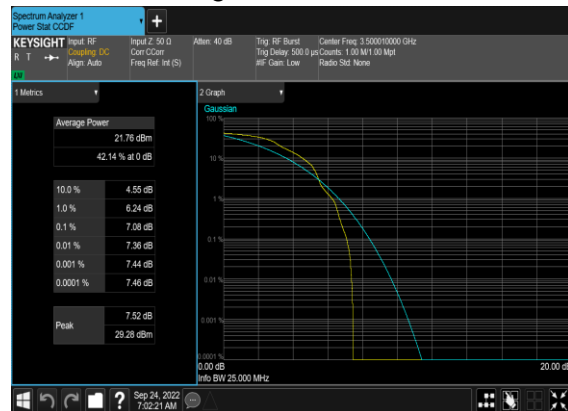 Spectrum Analyzer 1
Power Stat CCDF
+
KEYSIGHT
R T
LW
Input: RF
Coupling: DC
Align: Auto
Input Z: 50 Ω
Corr CCorr
Freq Ref: Int (S)
Atten: 40 dB
Trig: RF Burst
Trig Delay: 500.0 µs
#IF Gain: Low
Center Freq: 3.500010000 GHz
Counts: 1.00 M/1.00 Mpt
Radio Std: None
1 Metrics
Average Power
21.76 dBm
42.14 % at 0 dB
10.0 % 4.55 dB
1.0 % 6.24 dB
0.1 % 7.08 dB
0.01 % 7.36 dB
0.001 % 7.44 dB
0.0001 % 7.46 dB
Peak
7.52 dB
29.28 dBm
2 Graph
Gaussian
100 %
10 %
1 %
0.1 %
0.01 %
0.001 %
0.0001 %
0.00 dB
20.00 dB
Info BW 25.000 MHz
?
Sep 24, 2022
7:02:21 AM